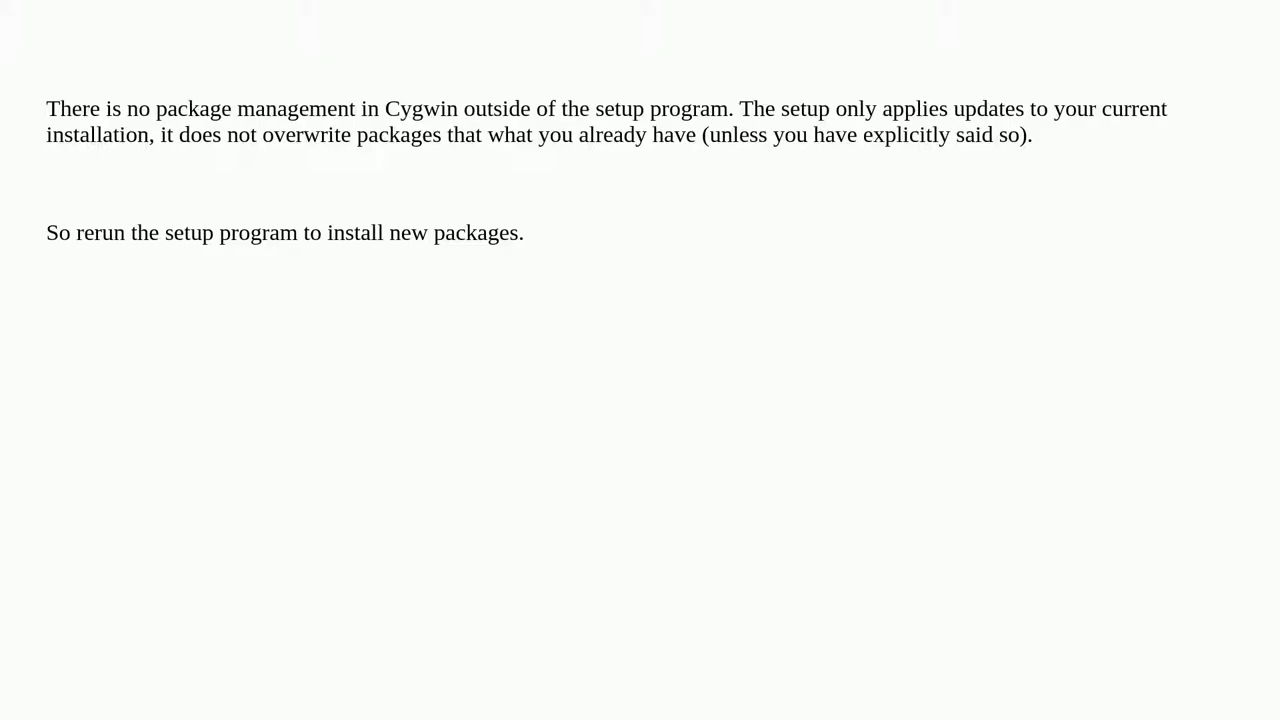 There is no package management in Cygwin outside of the setup program. The setup only applies updates to your current
installation, it does not overwrite packages that what you already have (unless you have explicitly said so).
So rerun the setup program to install new packages.